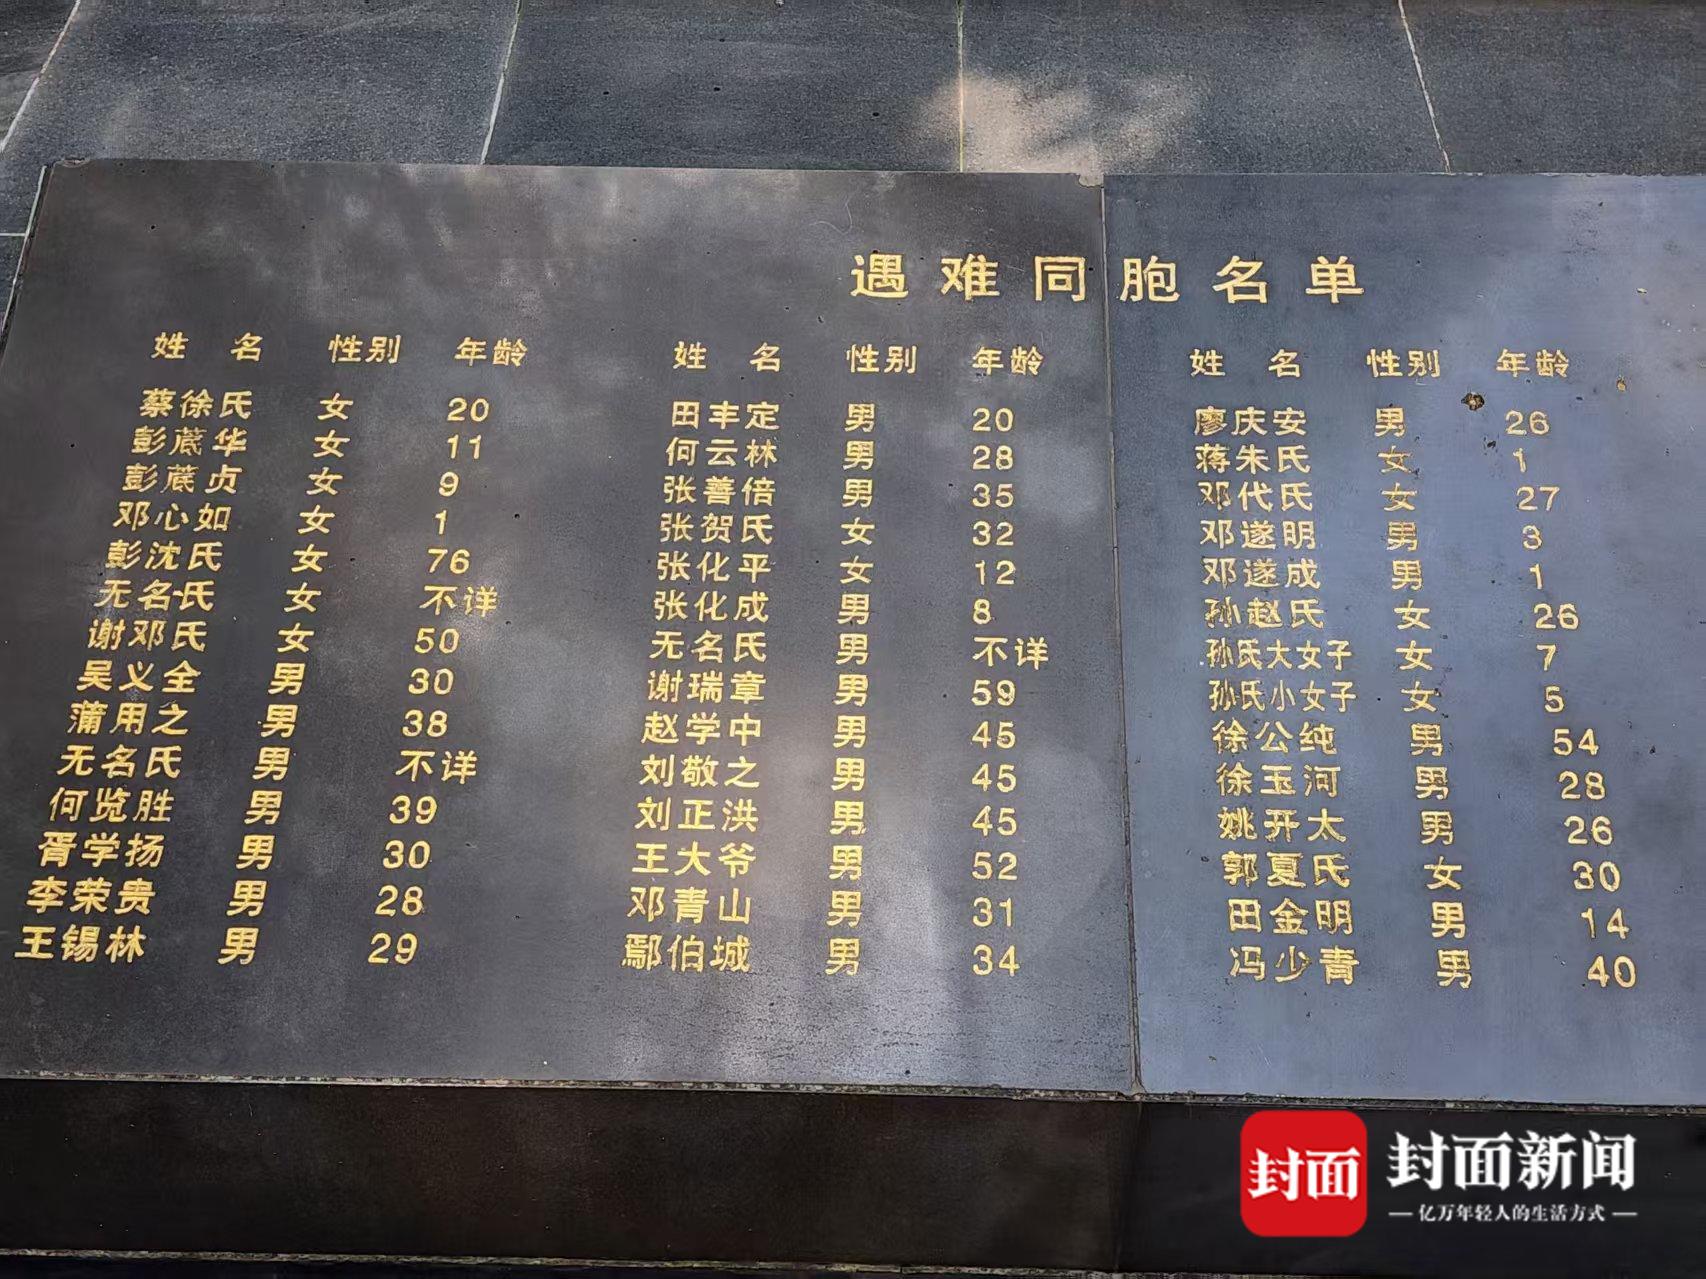 遇难同胞名单
姓 名 性别 年龄
蔡徐氏 女 20
彭蔗华 女 11
彭蔗贞 女 9
邓心如 女 1
彭沈氏 女 76
无名氏 女 不详
谢邓氏 女 50
吴义全 男 30
蒲用之 男 38
无名氏 男 不详
何览胜 男 39
胥学扬 男 30
李荣贵 男 28
王锡林 男 29
姓 名 性别 年龄
田丰定 男 20
何云林 男 28
张善倍 男 35
张贺氏 女 32
张化平 女 12
张化成 男 8
无名氏 男 不详
谢瑞章 男 59
赵学中 男 45
刘敬之 男 45
刘正洪 男 45
王大爷 男 52
邓青山 男 31
鄢伯城 男 34
姓 名 性别 年龄
廖庆安 男 26
蒋朱氏 女 1
邓代氏 女 27
邓遂明 男 3
邓遂成 男 1
孙赵氏 女 26
孙氏大女子 女 7
孙氏小女子 女 5
徐公纯 男 54
徐玉河 男 28
姚开太 男 26
郭夏氏 女 30
田金明 男 14
冯少青 男 40
封面
封面新闻
亿万年轻人的生活方式